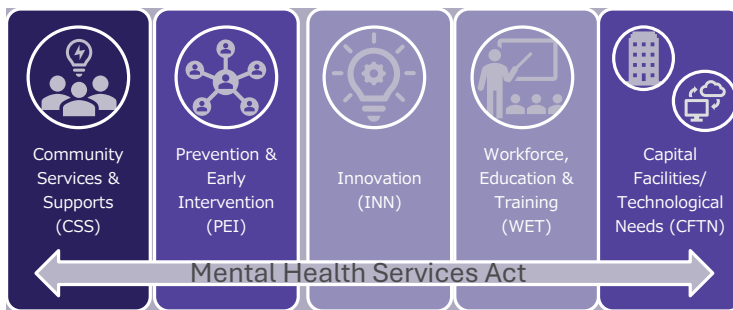 Community
Services &
Supports
(CSS)
Prevention &
Early
Intervention
(PEI)
Innovation
(INN)
Workforce,
Education &
Training
(WET)
Capital
Facilities/
Technological
Needs (CFTN)
Mental Health Services Act